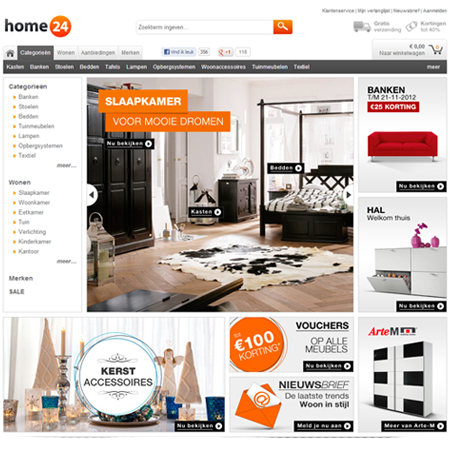 Klantenservice | Mijn verlanglijst | Nieuwsbrief | Aanmelden
home24
Zoekterm ingeven...
Gratis verzending
Kortingen tot 40%
Categorieën Wonen Aanbiedingen Merken
Vind ik leuk 350k
€ 0,00 0
Naar winkelwagen
Kasten Banken Stoelen Bedden Tafels Lampen Opbergsystemen Woonaccessoires Tuinmeubelen Textiel meer
Categorieën
Banken
Stoelen
Bedden
Tuinmeubelen
Lampen
Opbergsystemen
Textiel
meer...
Wonen
Slaapkamer
Woonkamer
Eetkamer
Tuin
Verlichting
Kinderkamer
Kantoor
meer...
Merken
SALE
SLAAPKAMER
VOOR MOOIE DROMEN
Nu bekijken
Bedden
Kasten
BANKEN
T/M 21-11-2012
€25 KORTING
Nu bekijken
HAL
Welkom thuis
Nu bekijken
KERST
ACCESSOIRES
Nu bekijken
tot
€100
KORTING*
VOUCHERS
OP ALLE
MEUBELS
Nu bekijken
NIEUWSBRIEF
De laatste trends
Woon in stijl
Meld je nu aan
Arte-M
Meer van Arte-M